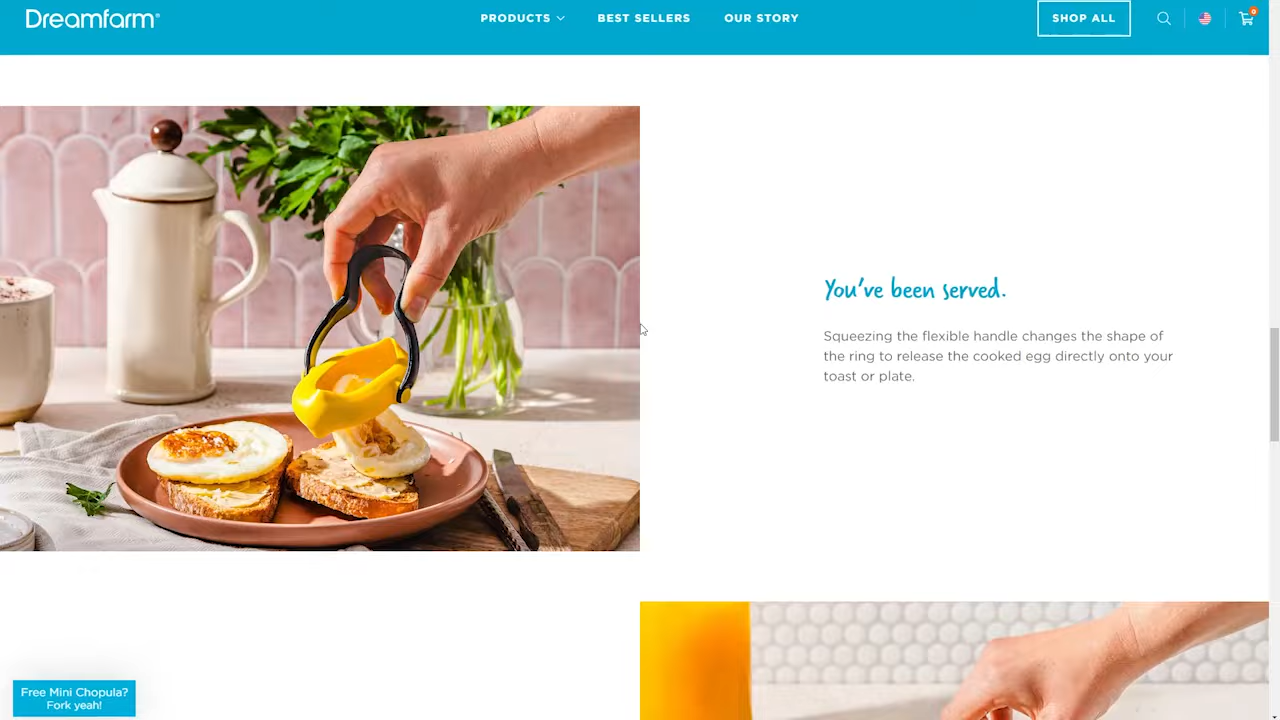 Dreamfarm®
PRODUCTS
BEST SELLERS
OUR STORY
SHOP ALL
0
You've been served.
Squeezing the flexible handle changes the shape of
the ring to release the cooked egg directly onto your
toast or plate.
Free Mini Chopula?
Fork yeah!